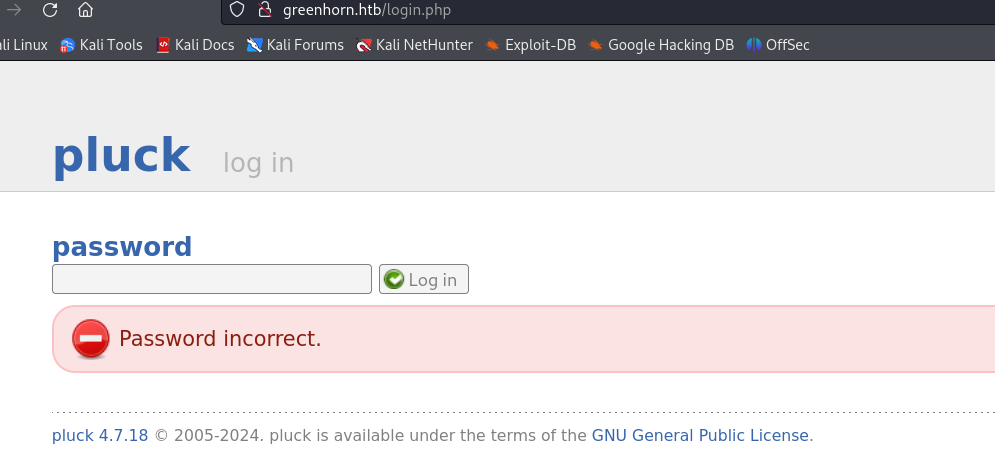 greenhorn.htb/login.php
ali Linux Kali Tools Kali Docs Kali Forums Kali NetHunter Exploit-DB Google Hacking DB OffSec
pluck log in
password
Log in
Password incorrect.
pluck 4.7.18 © 2005-2024. pluck is available under the terms of the GNU General Public License.